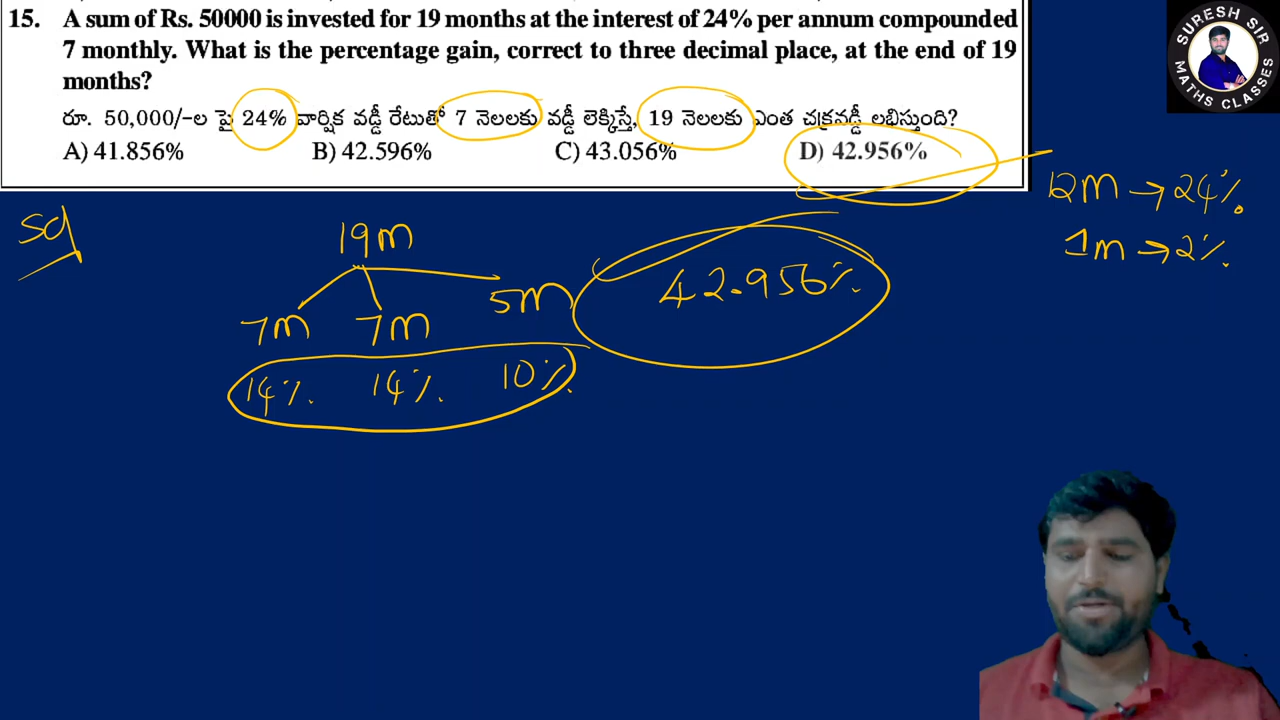 15. A sum of Rs. 50000 is invested for 19 months at the interest of 24% per annum compounded
7 monthly. What is the percentage gain, correct to three decimal place, at the end of 19
months?
రూ. 50,000/-ల పై 24% వార్షిక వడ్డీ రేటుతో 7 నెలలకు వడ్డీ లెక్కిస్తే, 19 నెలలకు ఎంత చక్రవడ్డీ లభిస్తుంది?
A) 41.856% B) 42.596% C) 43.056% D) 42.956%
SURESH SIR
MATHS CLASSES
12m → 24%.
1m → 2%.
Sol
19m
7m 7m 5m
14%. 14%. 10%.
42.956%.